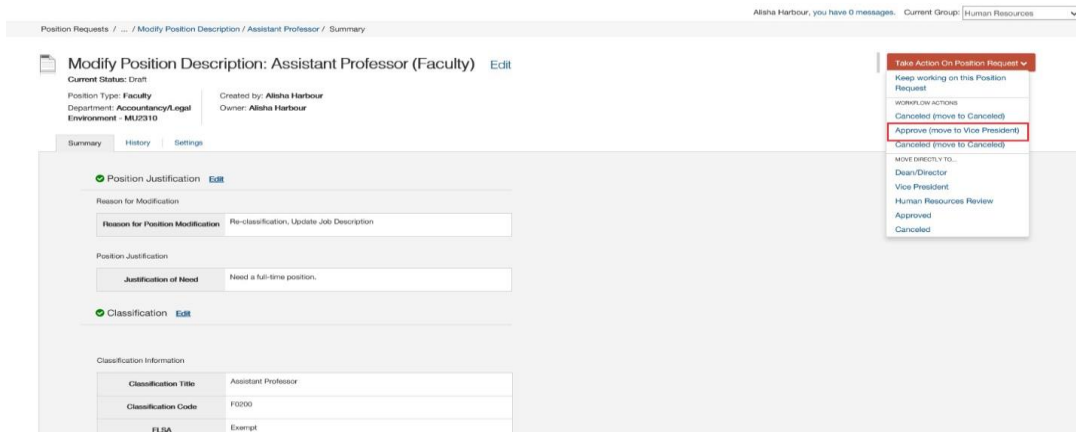 Alisha Harbour, you have 0 messages. Current Group: Human Resources
Position Requests / ... / Modify Position Description / Assistant Professor / Summary
Modify Position Description: Assistant Professor (Faculty) Edit
Current Status: Draft
Position Type: Faculty
Department: Accountancy/Legal
Environment - MU2310
Created by: Alisha Harbour
Owner: Alisha Harbour
Take Action On Position Request
Keep working on this Position
Request
WORKFLOW ACTIONS
Canceled (move to Canceled)
Approve (move to Vice President)
Canceled (move to Canceled)
MOVE DIRECTLY TO...
Dean/Director
Vice President
Human Resources Review
Approved
Canceled
Summary History Settings
Position Justification Edit
Reason for Modification
Reason for Position Modification Re-classification, Update Job Description
Position Justification
Justification of Need Need a full-time position.
Classification Edit
Classification Information
Classification Title Assistant Professor
Classification Code F0200
FLSA Exempt